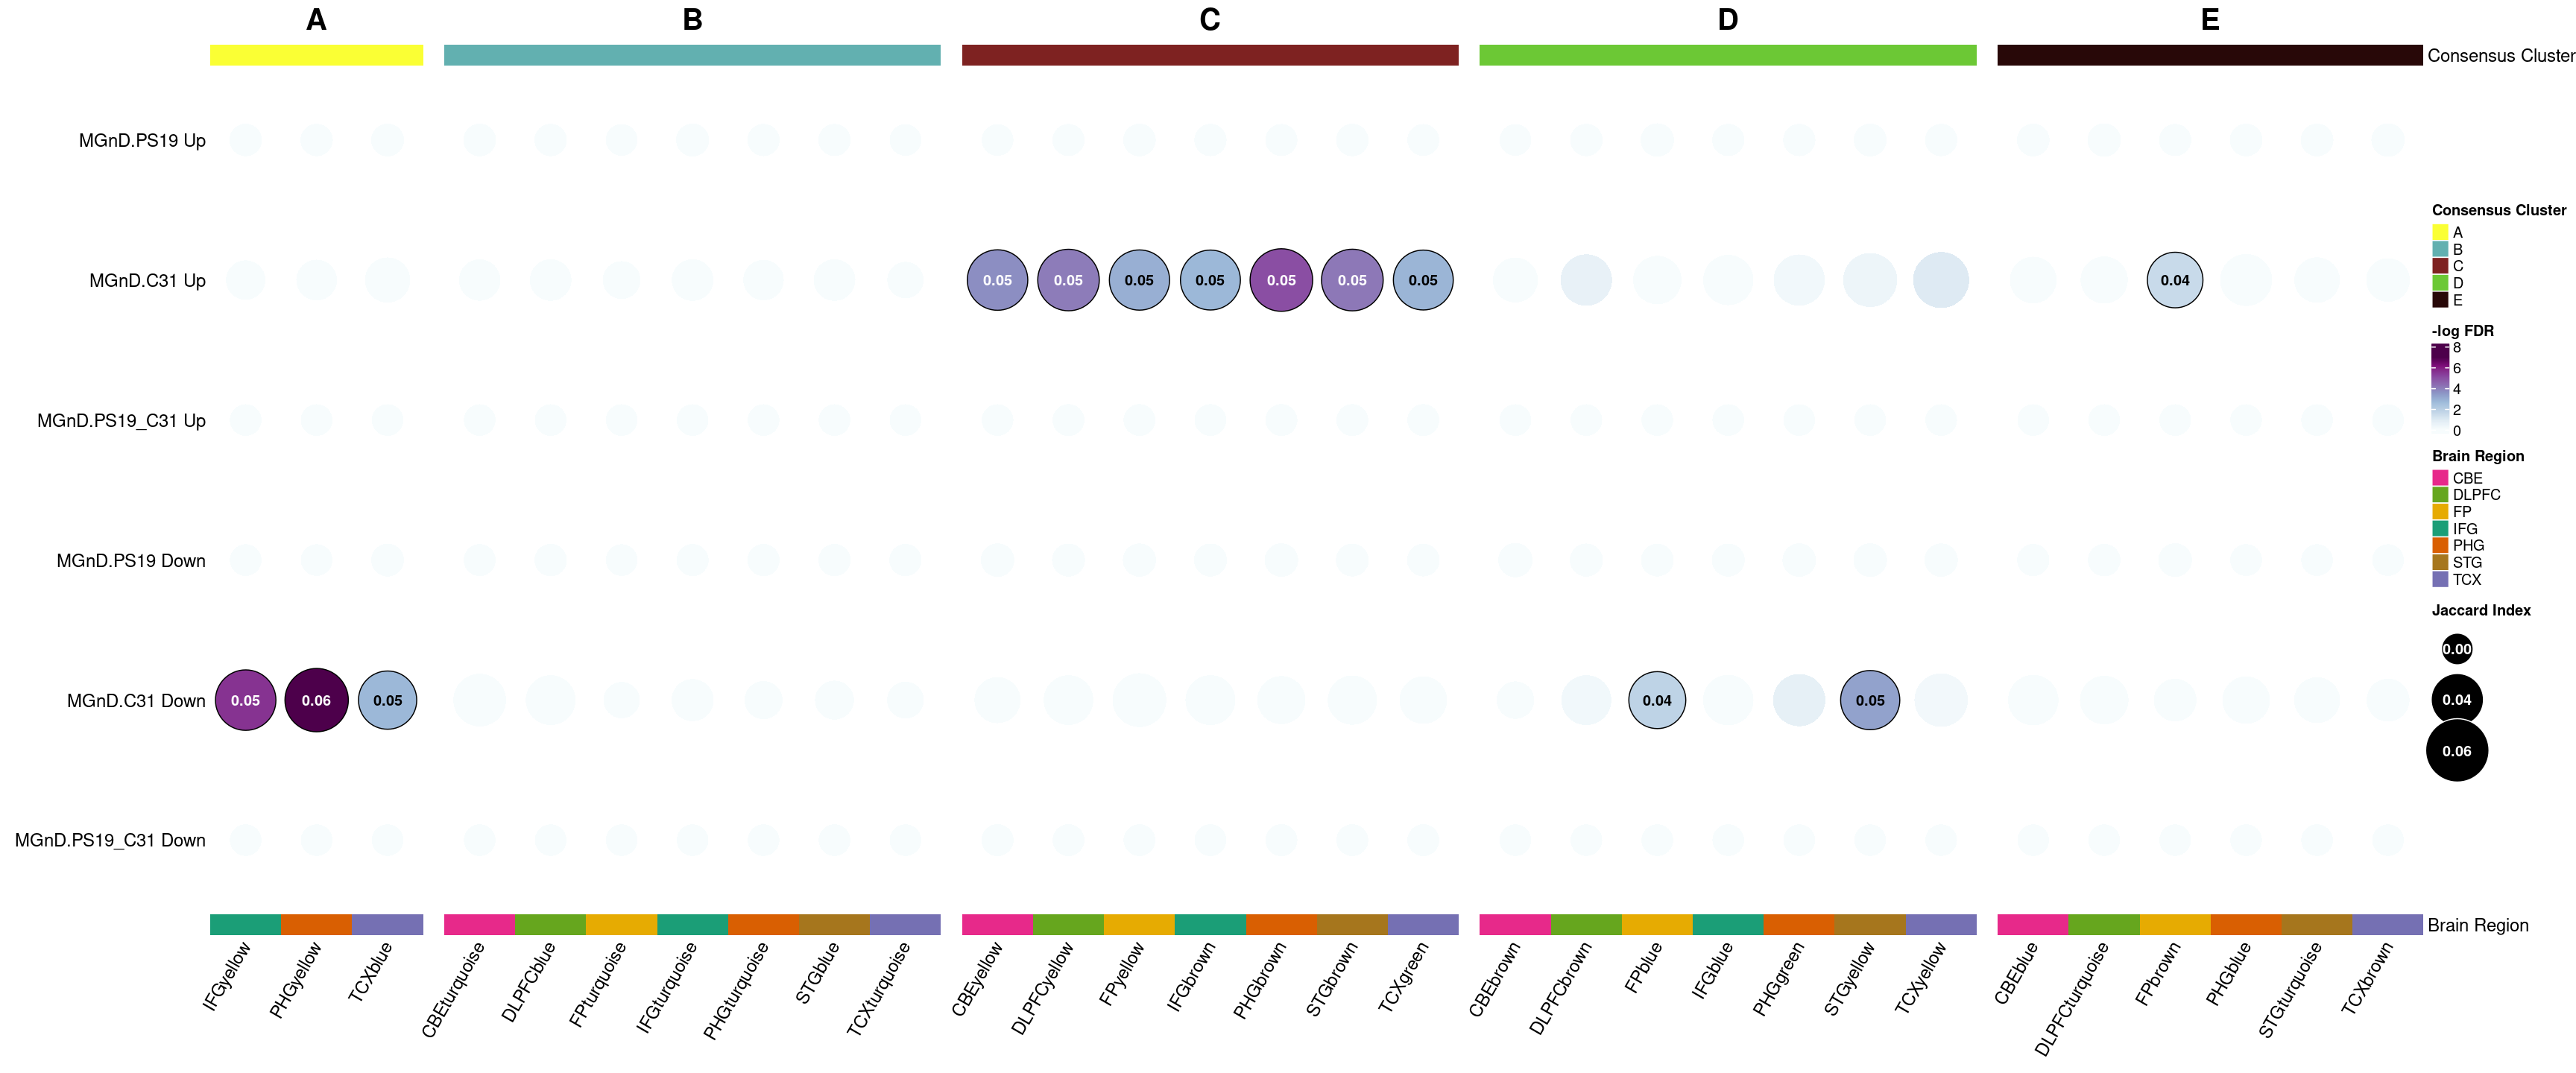 A B C D E
Consensus Cluster
MGnD.PS19 Up
MGnD.C31 Up 0.05 0.05 0.05 0.05 0.05 0.05 0.05 0.04
MGnD.PS19_C31 Up
MGnD.PS19 Down
MGnD.C31 Down 0.05 0.06 0.05 0.04 0.05
MGnD.PS19_C31 Down
Brain Region
IFGyellow
PHGyellow
TCXblue
CBEturquoise
DLPFCblue
FPturquoise
IFGturquoise
PHGturquoise
STGblue
TCXturquoise
CBEyellow
DLPFCyellow
FPyellow
IFGbrown
PHGbrown
STGbrown
TCXgreen
CBEbrown
DLPFCbrown
FPblue
IFGblue
PHGgreen
STGyellow
TCXyellow
CBEblue
DLPFCturquoise
FPbrown
PHGblue
STGturquoise
TCXbrown
Consensus Cluster
A
B
C
D
E
-log FDR
8
6
4
2
0
Brain Region
CBE
DLPFC
FP
IFG
PHG
STG
TCX
Jaccard Index
0.00
0.04
0.06